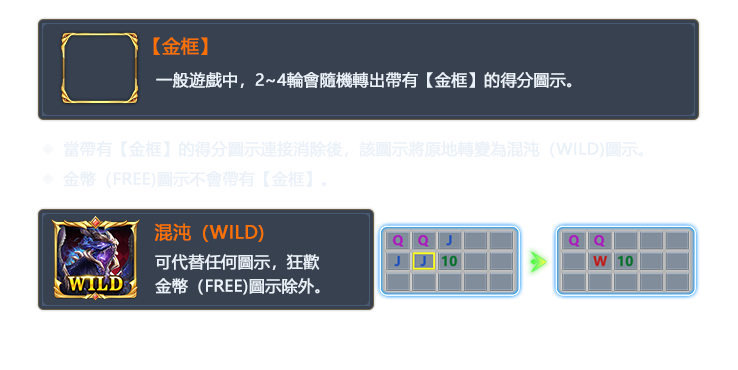 【金框】
一般遊戲中，2~4輪會隨機轉出帶有【金框】的得分圖示。
◆ 當帶有【金框】的得分圖示連接消除後，該圖示將原地轉變為混沌（WILD)圖示。
◆ 金幣（FREE)圖示不會帶有【金框】。
混沌（WILD)
可代替任何圖示，狂歡
金幣（FREE)圖示除外。
WILD
Q Q J
J J 10
Q Q
W 10